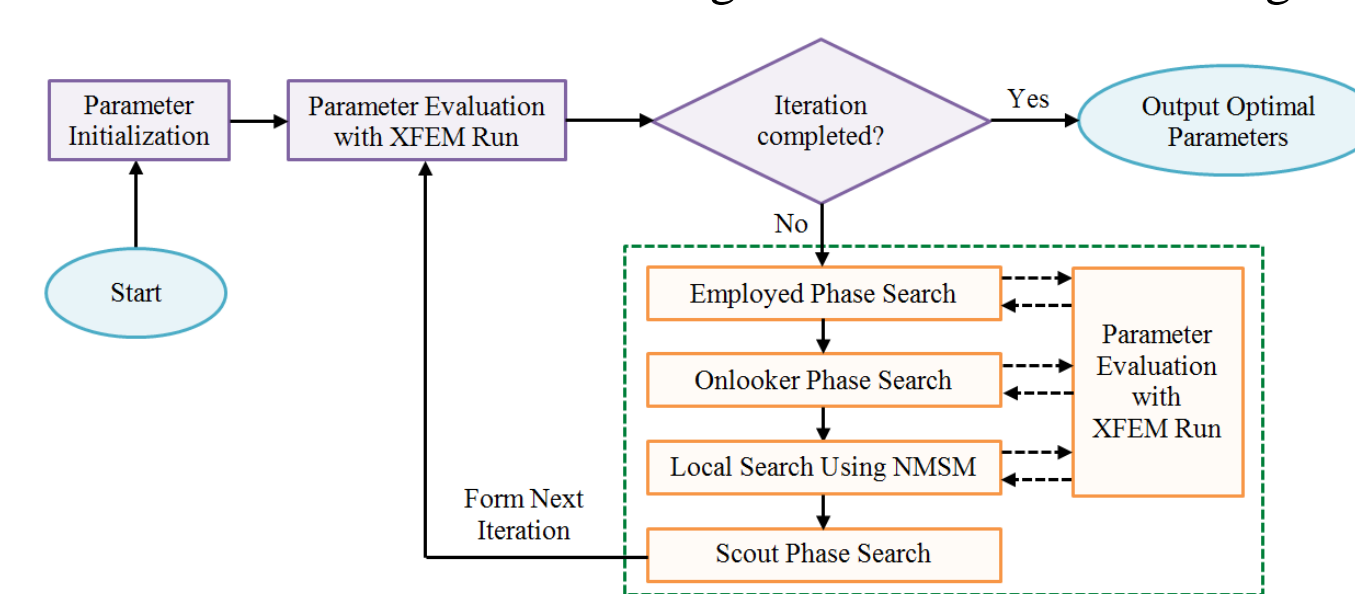 Parameter
Initialization
Parameter Evaluation
with XFEM Run
Iteration
completed?
Yes
Output Optimal
Parameters
No
Start
Employed Phase Search
Onlooker Phase Search
Local Search Using NMSM
Scout Phase Search
Parameter
Evaluation
with
XFEM Run
Form Next
Iteration